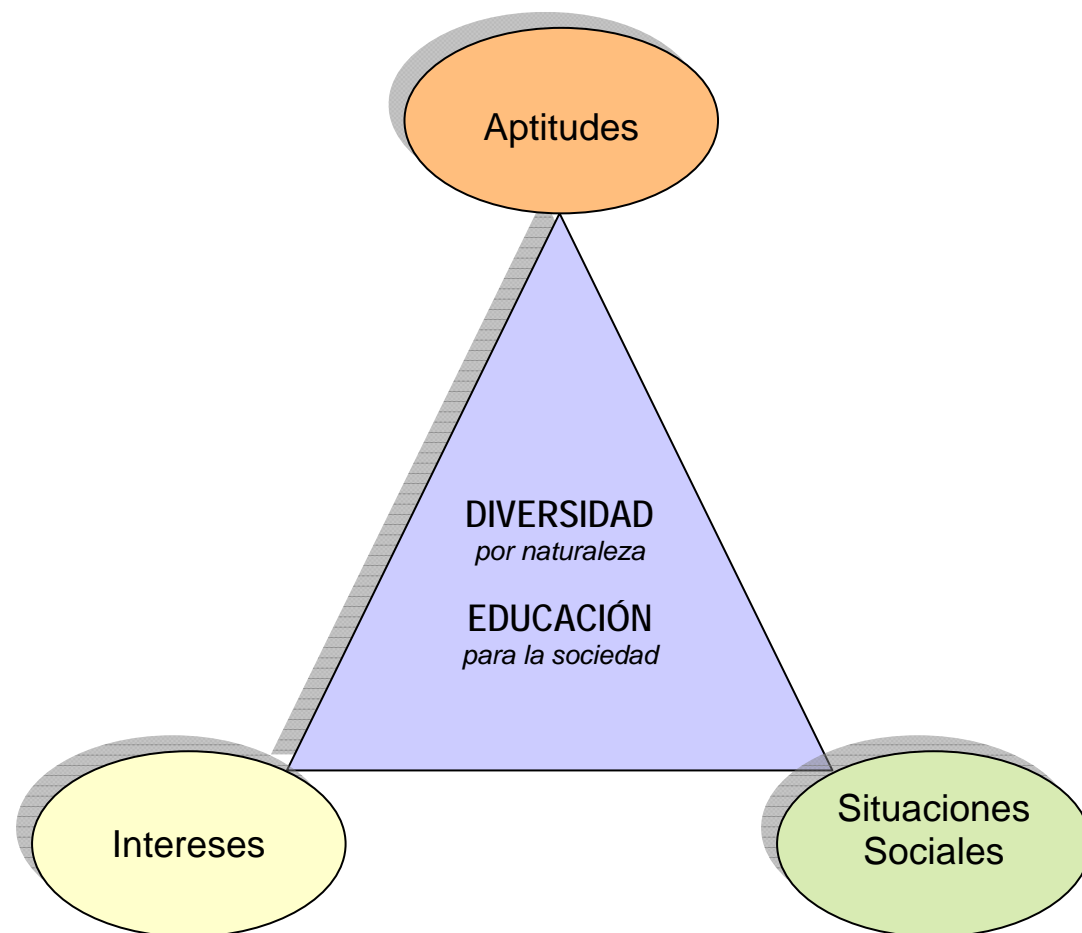 Aptitudes
DIVERSIDAD
por naturaleza
EDUCACIÓN
para la sociedad
Intereses
Situaciones
Sociales